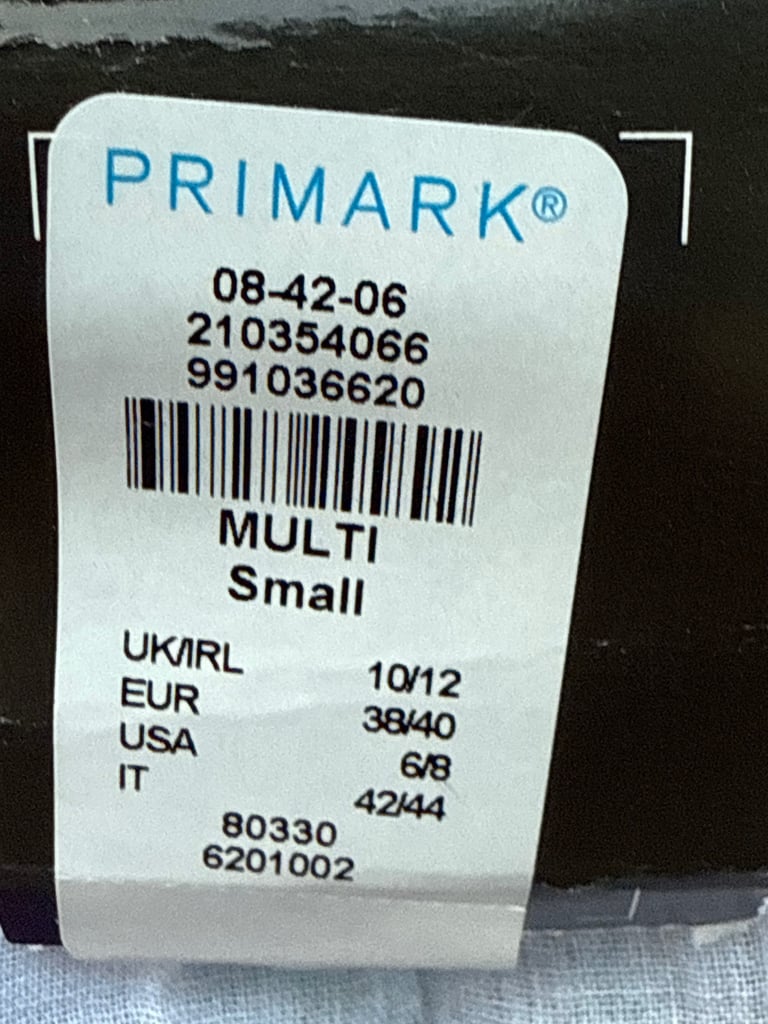 PRIMARK®
08-42-06
210354066
991036620
MULTI
Small
UK/IRL 10/12
EUR 38/40
USA 6/8
IT 42/44
80330
6201002